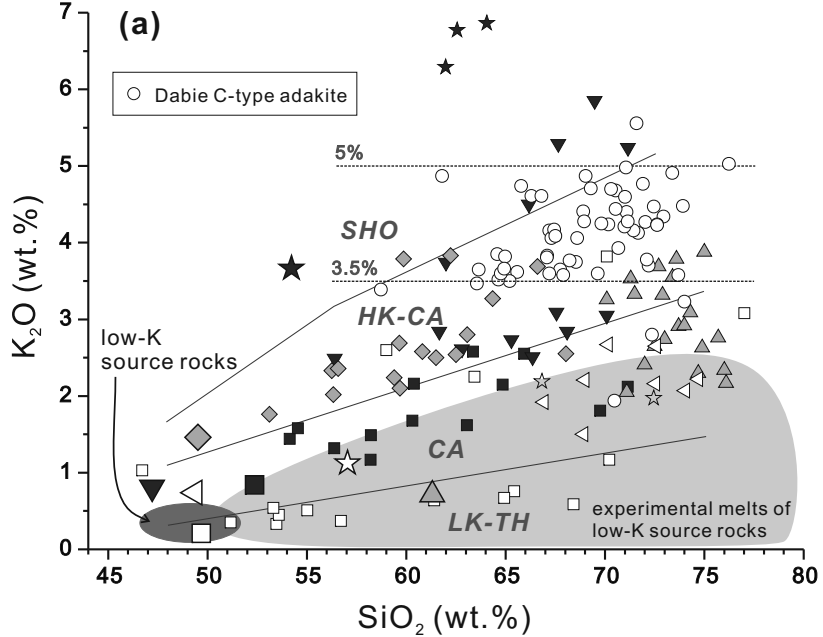 (a)
Dabie C-type adakite
5%
SHO
3.5%
HK-CA
low-K
source rocks
CA
LK-TH
experimental melts of
low-K source rocks
K₂O (wt.%)
7
6
5
4
3
2
1
0
45 50 55 60 65 70 75 80
SiO₂ (wt.%)